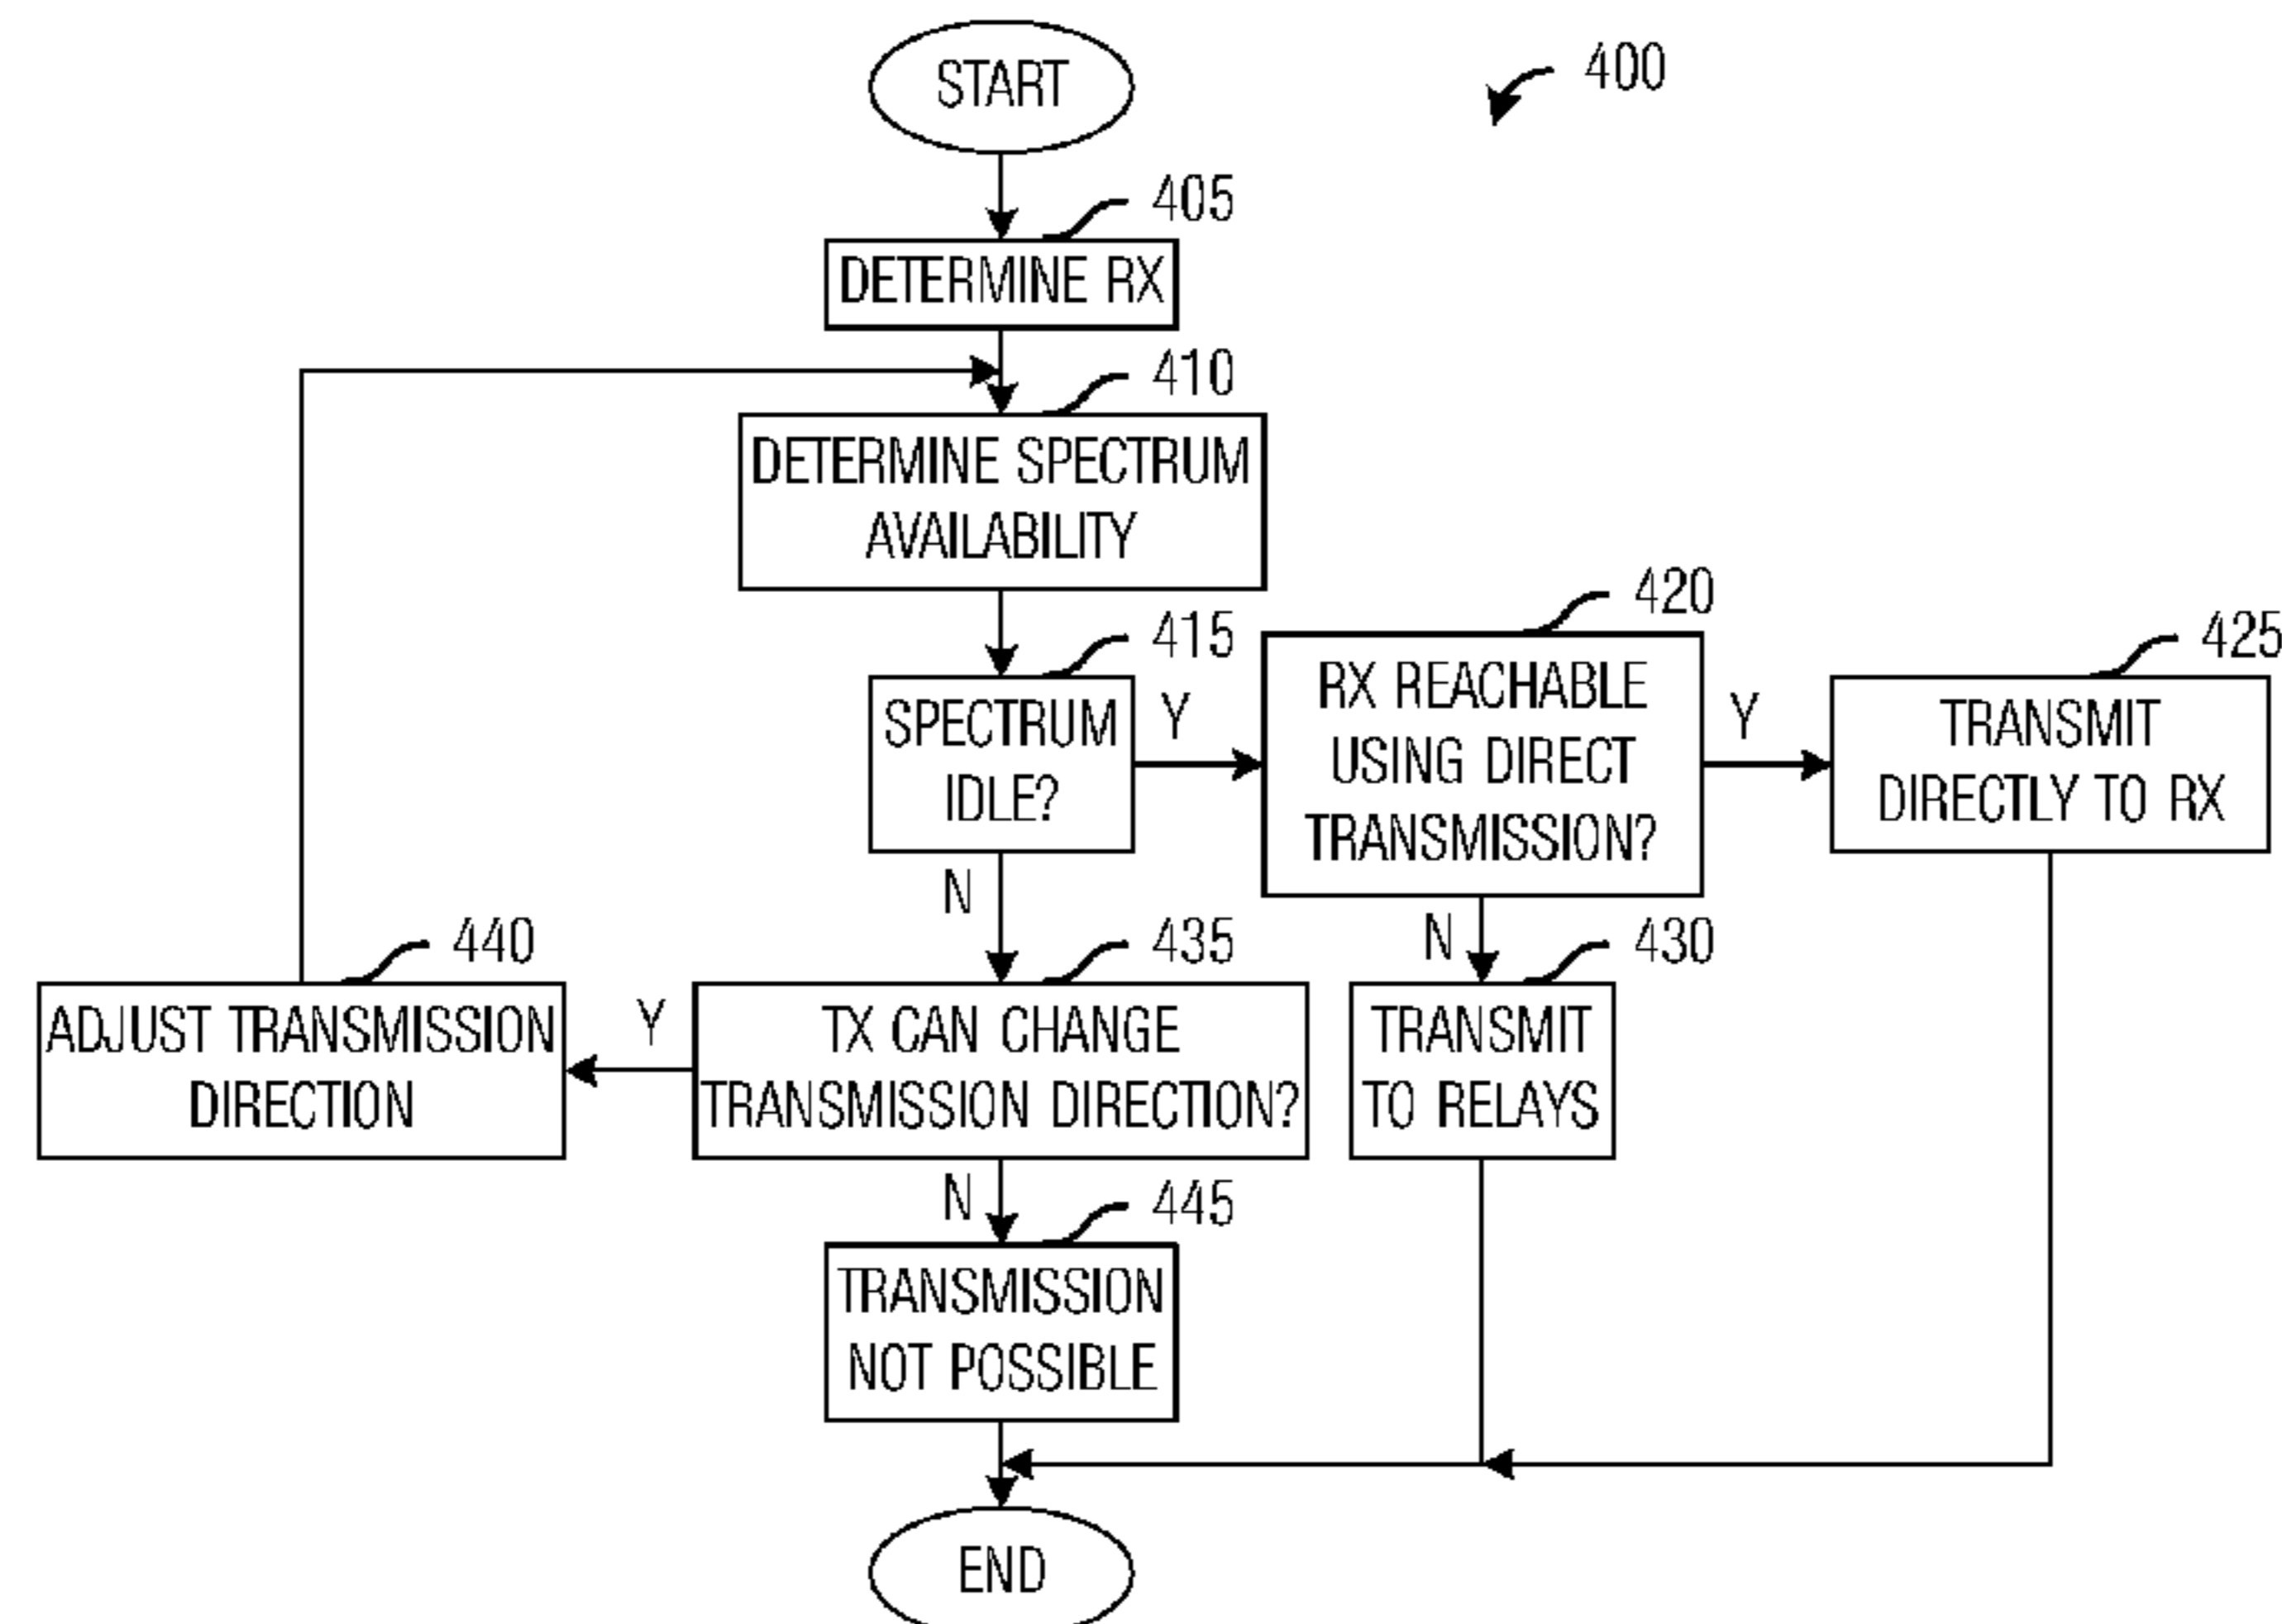 START
400
405
DETERMINE RX
410
DETERMINE SPECTRUM
AVAILABILITY
415
SPECTRUM
IDLE?
Y
420
RX REACHABLE
USING DIRECT
TRANSMISSION?
Y
425
TRANSMIT
DIRECTLY TO RX
N
N
440
ADJUST TRANSMISSION
DIRECTION
Y
435
TX CAN CHANGE
TRANSMISSION DIRECTION?
430
TRANSMIT
TO RELAYS
N
445
TRANSMISSION
NOT POSSIBLE
END